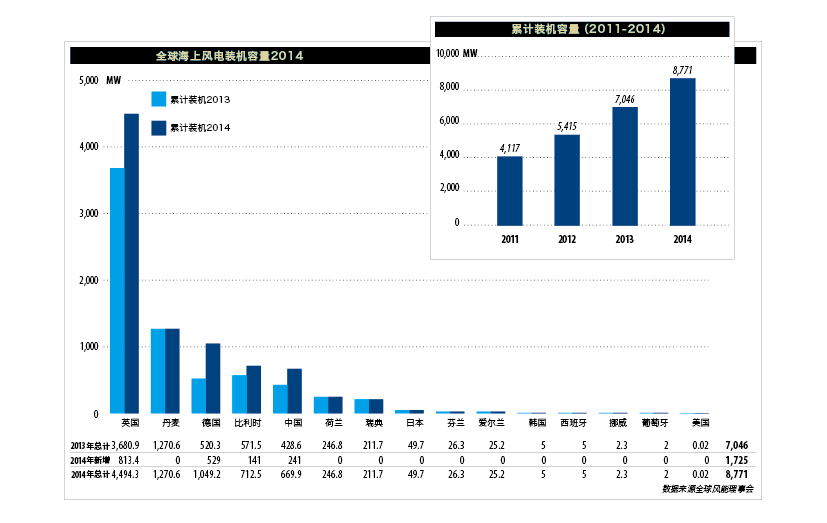 全球海上风电装机容量2014
5,000 MW
4,000
3,000
2,000
1,000
0
累计装机2013
累计装机2014
累计装机容量 (2011-2014)
10,000 MW
8,000
6,000
4,000
2,000
0
4,117
5,415
7,046
8,771
2011 2012 2013 2014
英国 丹麦 德国 比利时 中国 荷兰 瑞典 日本 芬兰 爱尔兰 韩国 西班牙 挪威 葡萄牙 美国
2013年总计 3,680.9 1,270.6 520.3 571.5 428.6 246.8 211.7 49.7 26.3 25.2 5 5 2.3 2 0.02 7,046
2014年新增 813.4 0 529 141 241 0 0 0 0 0 0 0 0 0 0 1,725
2014年总计 4,494.3 1,270.6 1,049.2 712.5 669.9 246.8 211.7 49.7 26.3 25.2 5 5 2.3 2 0.02 8,771
数据来源全球风能理事会